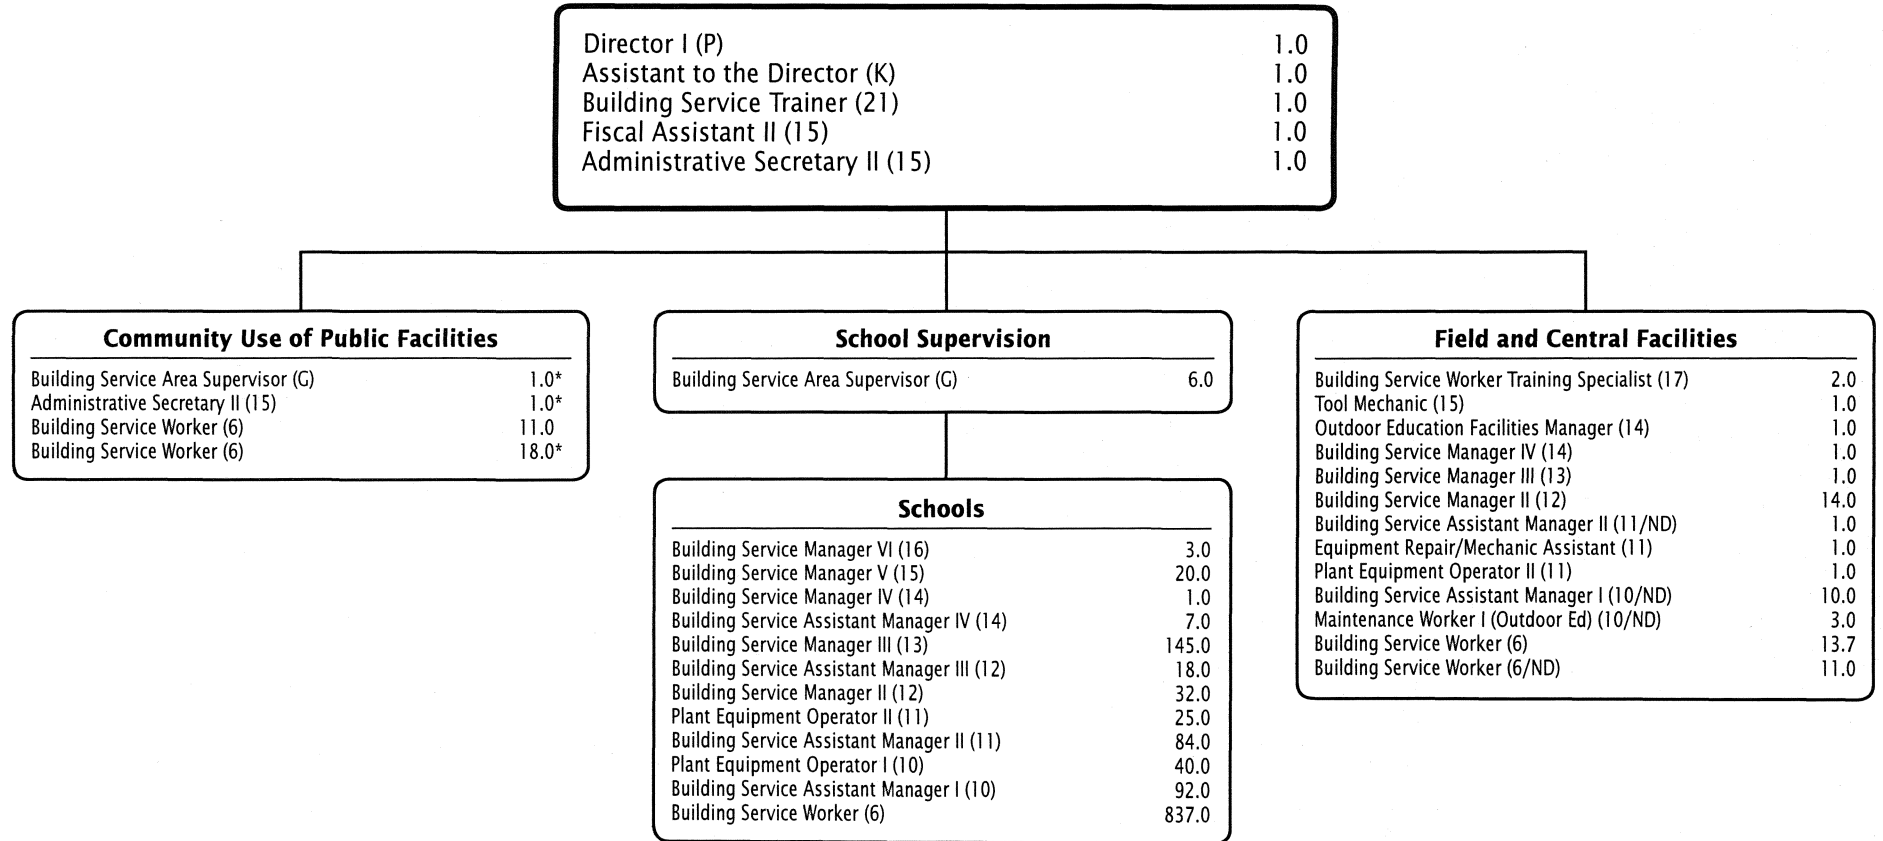 Director I (P) 1.0
Assistant to the Director (K) 1.0
Building Service Trainer (21) 1.0
Fiscal Assistant II (15) 1.0
Administrative Secretary II (15) 1.0
Community Use of Public Facilities
Building Service Area Supervisor (G) 1.0*
Administrative Secretary II (15) 1.0*
Building Service Worker (6) 11.0
Building Service Worker (6) 18.0*
School Supervision
Building Service Area Supervisor (G) 6.0
Schools
Building Service Manager VI (16) 3.0
Building Service Manager V (15) 20.0
Building Service Manager IV (14) 1.0
Building Service Assistant Manager IV (14) 7.0
Building Service Manager III (13) 145.0
Building Service Assistant Manager III (12) 18.0
Building Service Manager II (12) 32.0
Plant Equipment Operator II (11) 25.0
Building Service Assistant Manager II (11) 84.0
Plant Equipment Operator I (10) 40.0
Building Service Assistant Manager I (10) 92.0
Building Service Worker (6) 837.0
Field and Central Facilities
Building Service Worker Training Specialist (17) 2.0
Tool Mechanic (15) 1.0
Outdoor Education Facilities Manager (14) 1.0
Building Service Manager IV (14) 1.0
Building Service Manager III (13) 1.0
Building Service Manager II (12) 14.0
Building Service Assistant Manager II (11/ND) 1.0
Equipment Repair/Mechanic Assistant (11) 1.0
Plant Equipment Operator II (11) 1.0
Building Service Assistant Manager I (10/ND) 10.0
Maintenance Worker I (Outdoor Ed) (10/ND) 3.0
Building Service Worker (6) 13.7
Building Service Worker (6/ND) 11.0